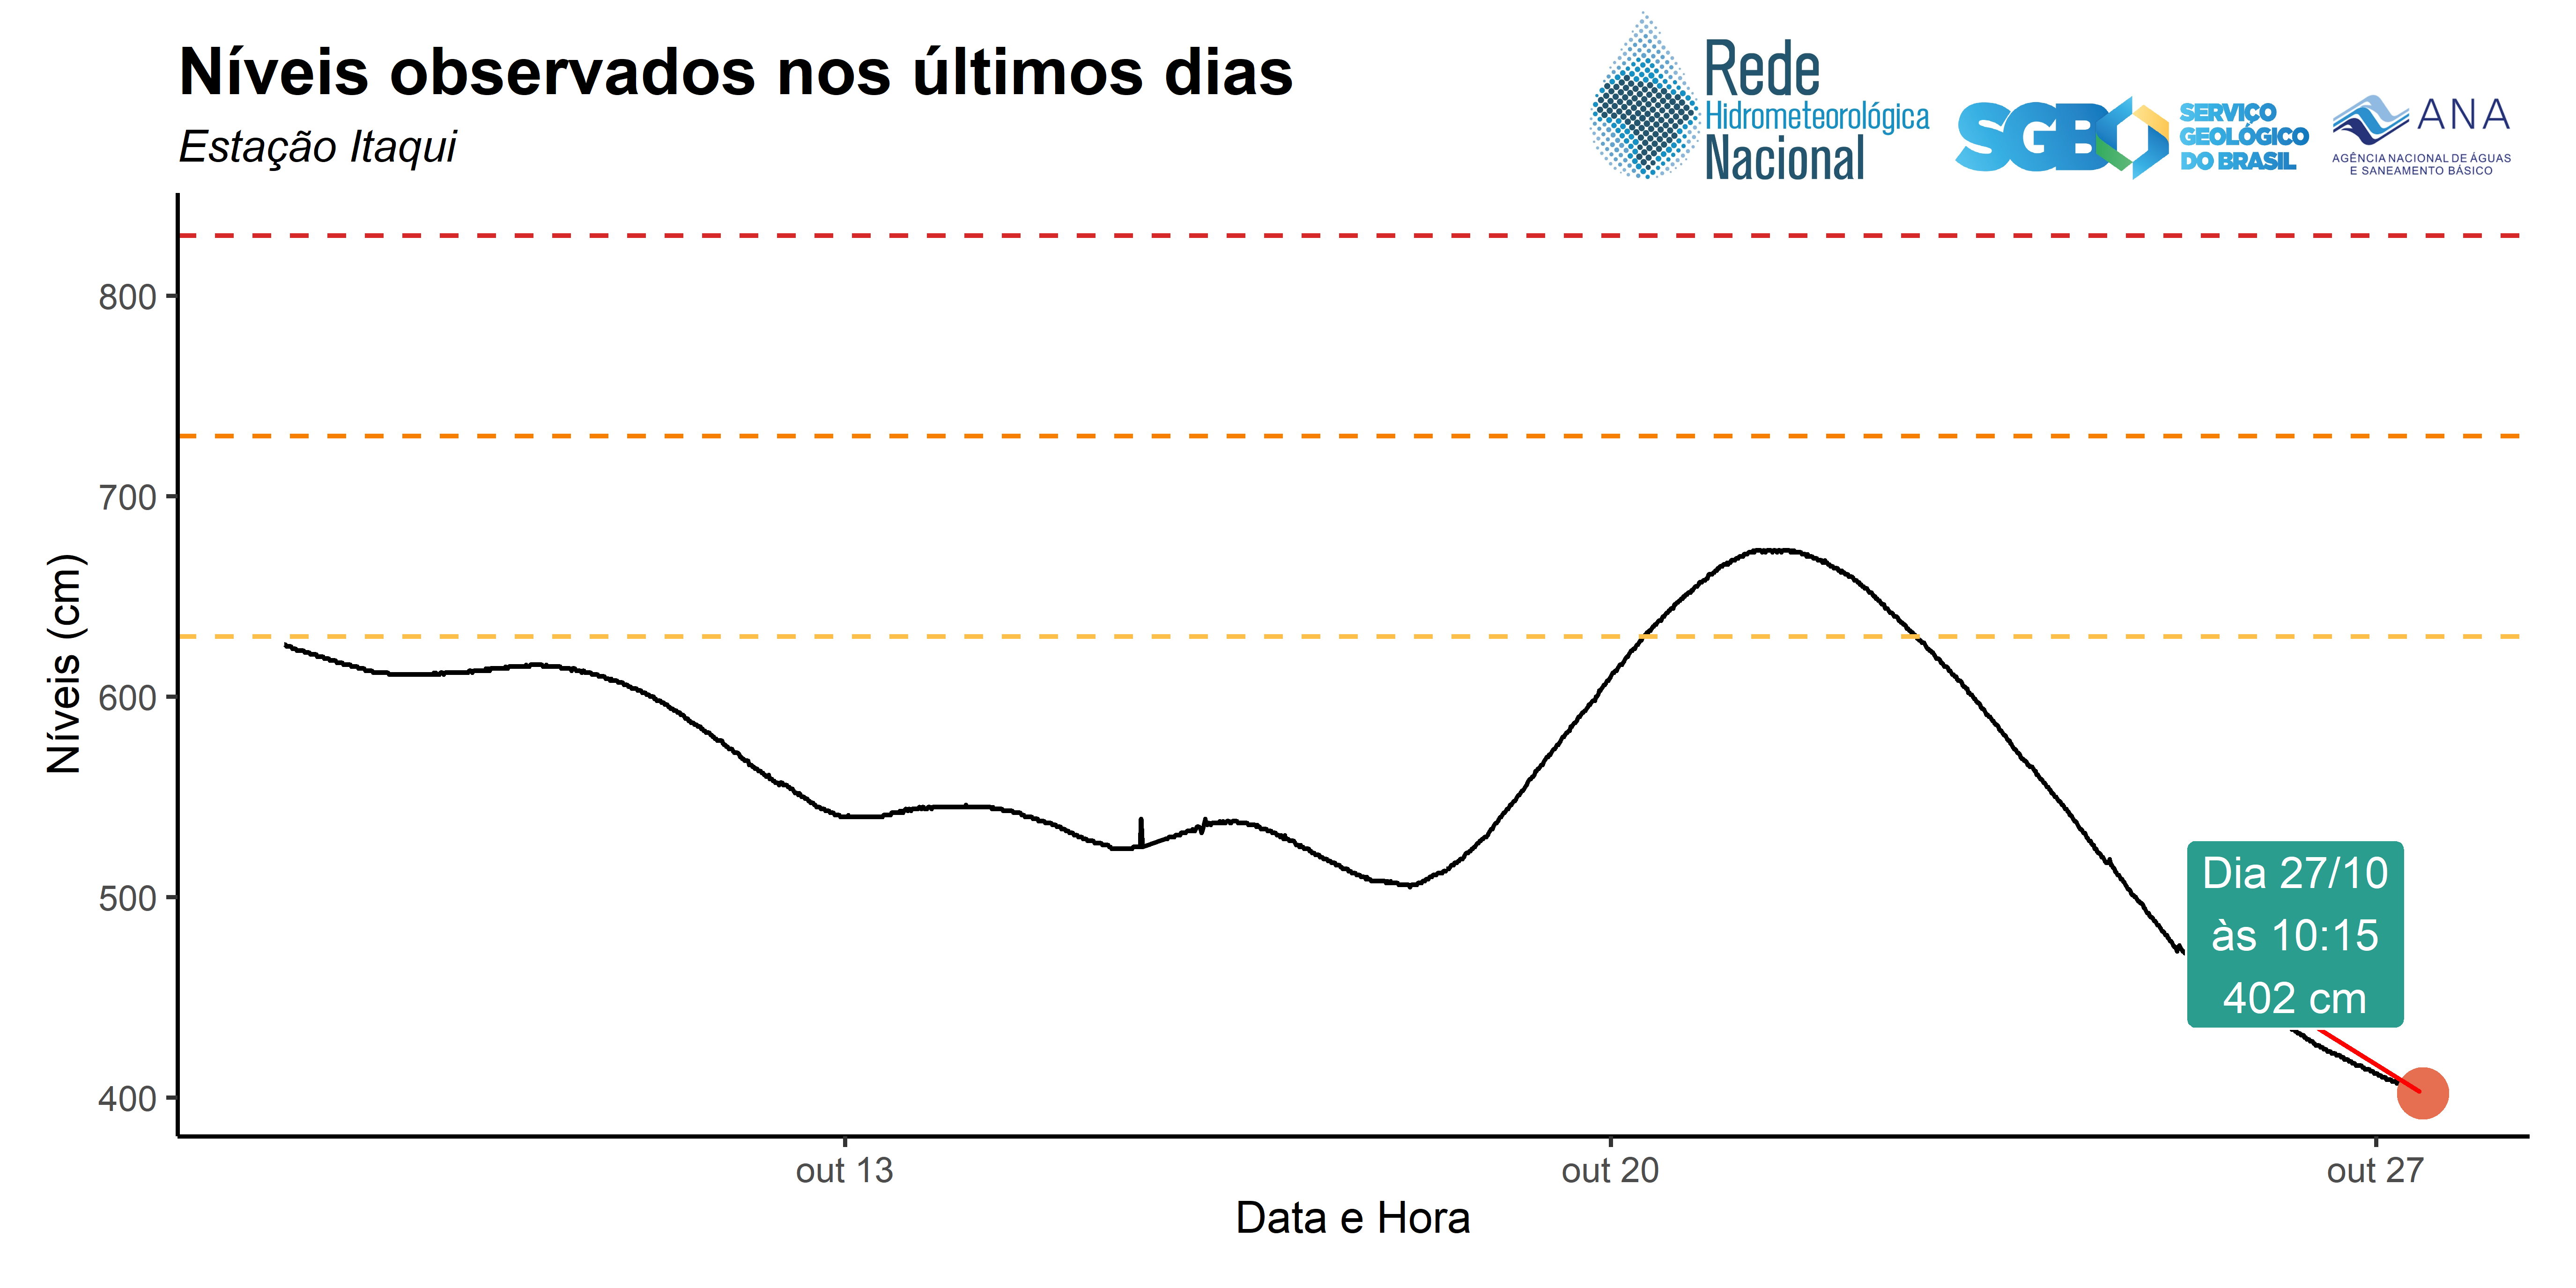 Níveis observados nos últimos dias
Estação Itaqui
Rede
Hidrometeorológica
Nacional
SGB
SERVIÇO
GEOLÓGICO
DO BRASIL
ANA
AGÊNCIA NACIONAL DE ÁGUAS
E SANEAMENTO BÁSICO
Níveis (cm)
800
700
600
500
400
Dia 27/10
às 10:15
402 cm
out 13
out 20
out 27
Data e Hora